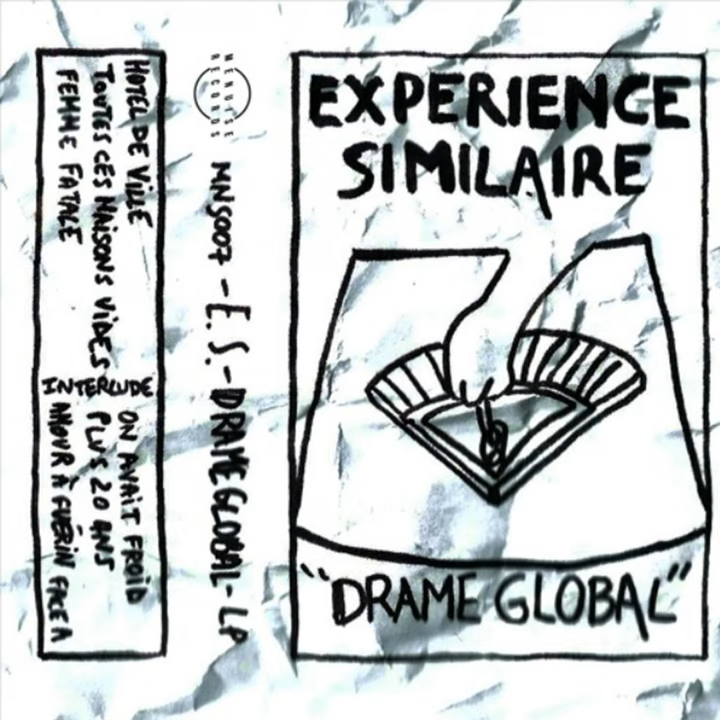 HOTEL DE VILLE
TOUTES CES MAISONS VIDES
FEMME FATALE
INTERLUDE
ON AVAIT FROID
PLUS 20 ANS
AMOUR À FACE A
RECORDS
MNS007 - E.S. - DRAME GLOBAL - LP
EXPERIENCE
SIMILAIRE
"DRAME GLOBAL"